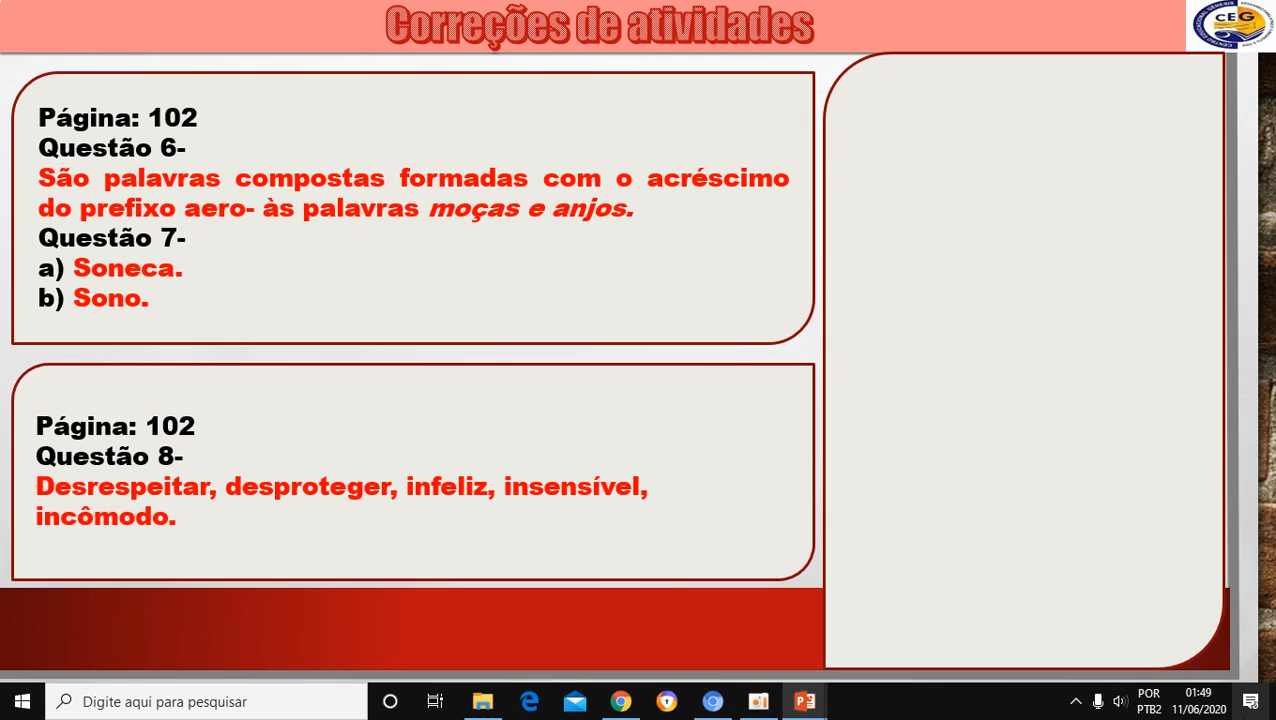 Correções de atividades
CEG
Página: 102
Questão 6-
São palavras compostas formadas com o acréscimo
do prefixo aero- às palavras moças e anjos.
Questão 7-
a) Soneca.
b) Sono.
Página: 102
Questão 8-
Desrespeitar, desproteger, infeliz, insensível,
incômodo.
Digite aqui para pesquisar
POR
PTB2
01:49
11/06/2020